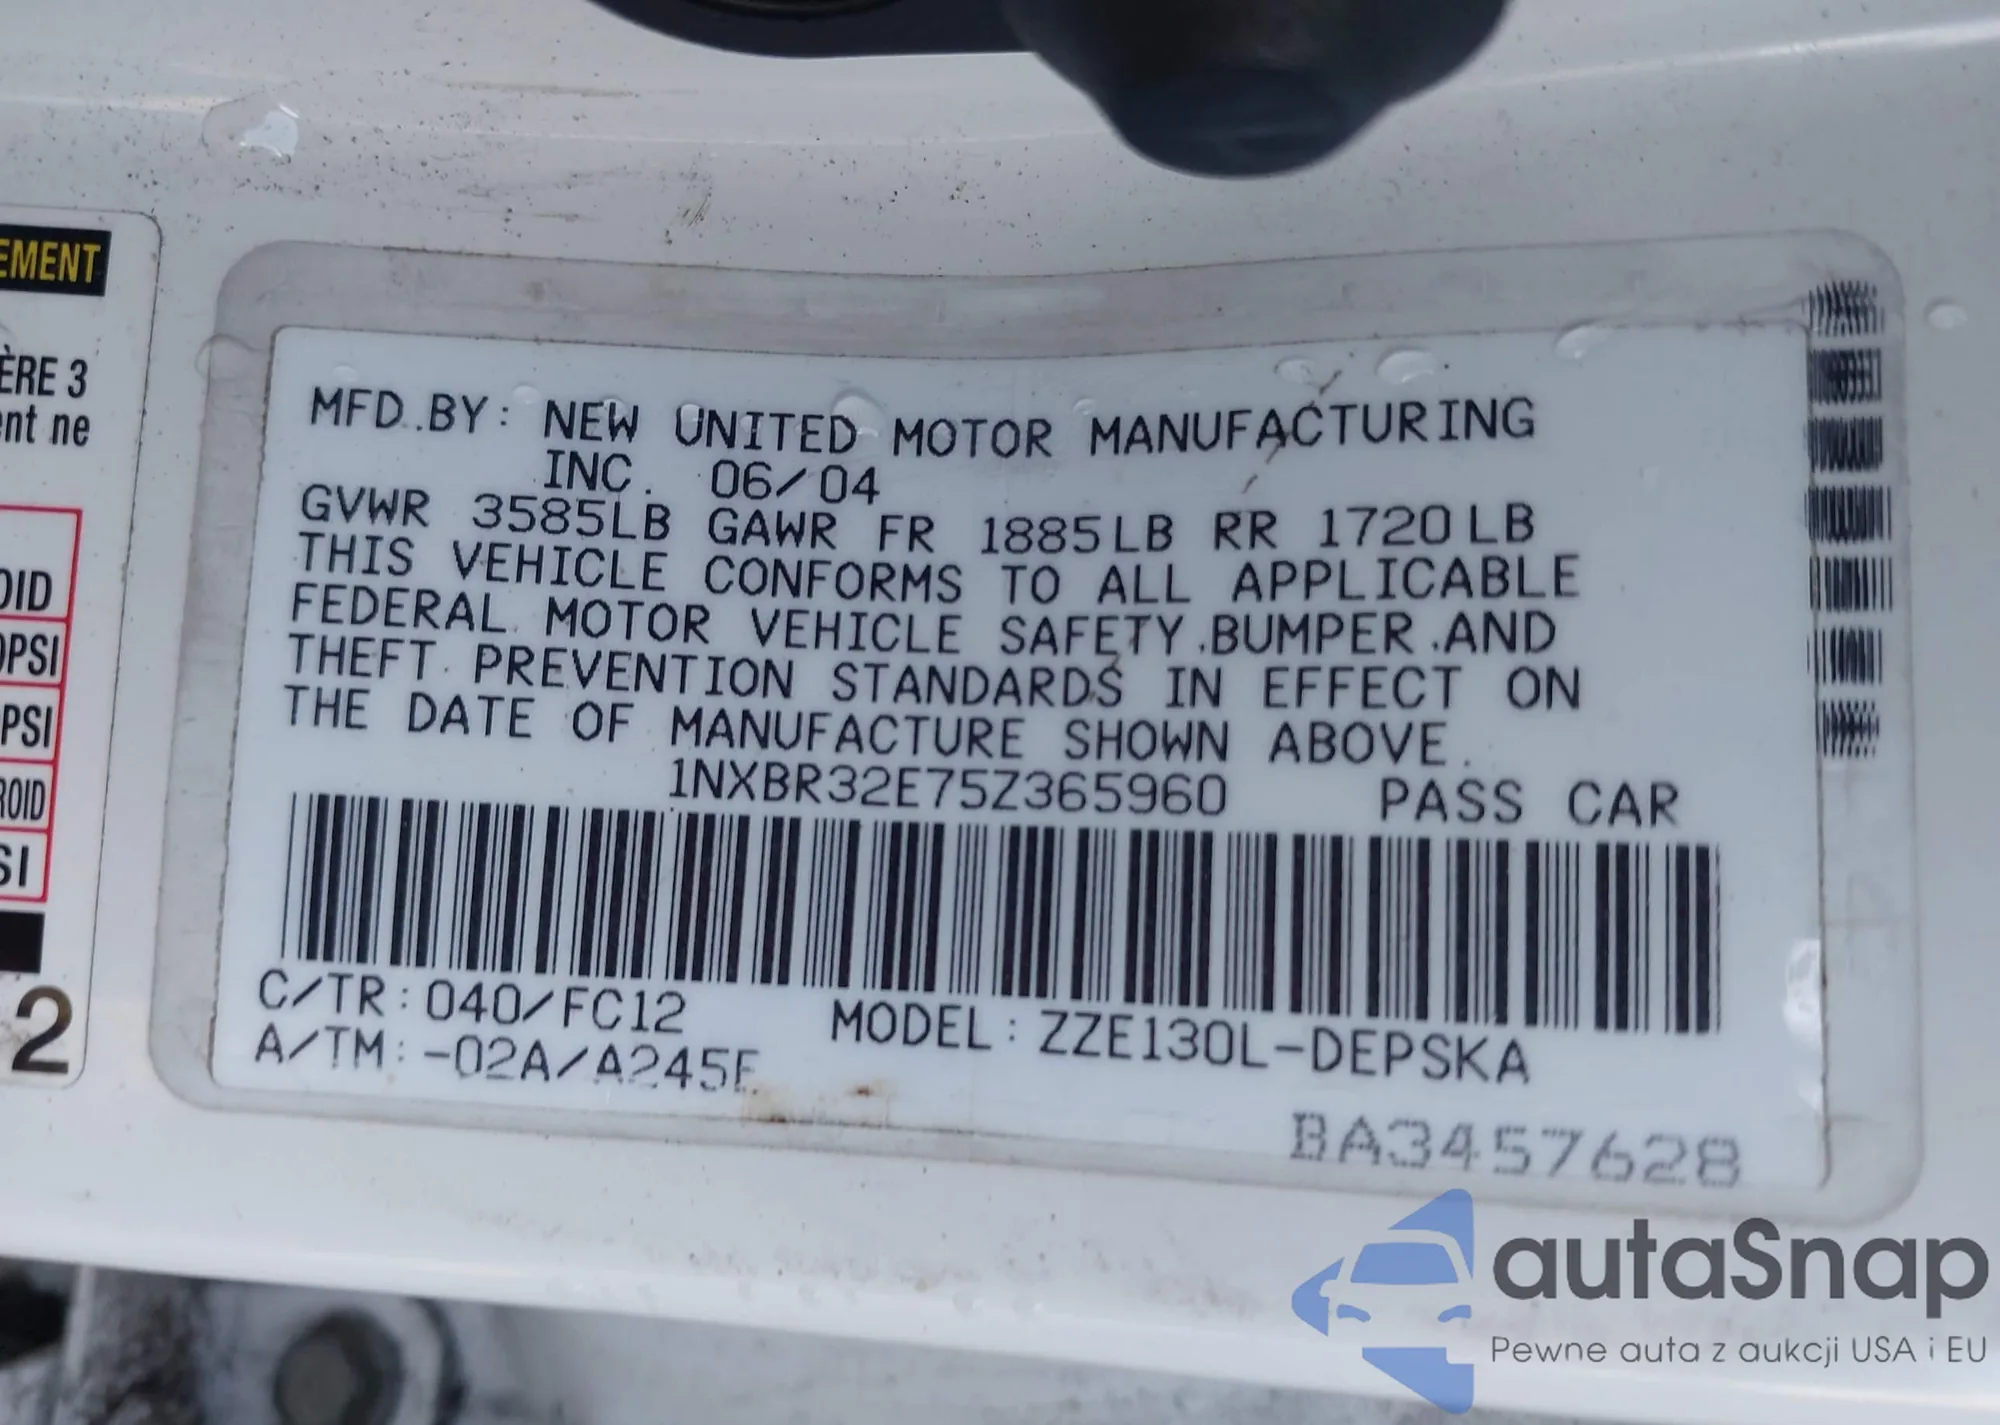 EMENT
ÈRE 3
ent ne
OID
PSI
PSI
ROID
SI
2
MFD.BY: NEW UNITED MOTOR MANUFACTURING
INC. 06/04
GVWR 3585LB GAWR FR 1885LB RR 1720LB
THIS VEHICLE CONFORMS TO ALL APPLICABLE
FEDERAL MOTOR VEHICLE SAFETY,BUMPER,AND
THEFT PREVENTION STANDARDS IN EFFECT ON
THE DATE OF MANUFACTURE SHOWN ABOVE.
1NXBR32E75Z365960 PASS CAR
C/TR:040/FC12 MODEL:ZZE130L-DEPSKA
A/TM:-02A/A245E
BA3457628
autaSnap
Pewne auta z aukcji USA i EU